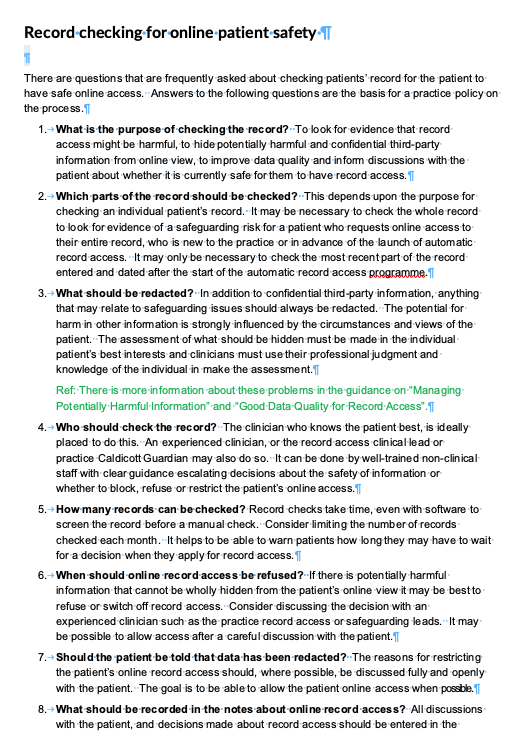 Record checking for online patient safety
There are questions that are frequently asked about checking patients' record for the patient to
have safe online access. Answers to the following questions are the basis for a practice policy on
the process.
1. What is the purpose of checking the record? To look for evidence that record
access might be harmful, to hide potentially harmful and confidential third-party
information from online view, to improve data quality and inform discussions with the
patient about whether it is currently safe for them to have record access.
2. Which parts of the record should be checked? This depends upon the purpose for
checking an individual patient's record. It may be necessary to check the whole record
to look for evidence of a safeguarding risk for a patient who requests online access to
their entire record, who is new to the practice or in advance of the launch of automatic
record access. It may only be necessary to check the most recent part of the record
entered and dated after the start of the automatic record access programme.
3. What should be redacted? In addition to confidential third-party information, anything
that may relate to safeguarding issues should always be redacted. The potential for
harm in other information is strongly influenced by the circumstances and views of the
patient. The assessment of what should be hidden must be made in the individual
patient's best interests and clinicians must use their professional judgment and
knowledge of the individual in make the assessment.
Ref: There is more information about these problems in the guidance on "Managing
Potentially Harmful Information" and "Good Data Quality for Record Access".
4. Who should check the record? The clinician who knows the patient best, is ideally
placed to do this. An experienced clinician, or the record access clinical lead or
practice Caldicott Guardian may also do so. It can be done by well-trained non-clinical
staff with clear guidance escalating decisions about the safety of information or
whether to block, refuse or restrict the patient's online access.
5. How many records can be checked? Record checks take time, even with software to
screen the record before a manual check. Consider limiting the number of records
checked each month. It helps to be able to warn patients how long they may have to wait
for a decision when they apply for record access.
6. When should online record access be refused? If there is potentially harmful
information that cannot be wholly hidden from the patient's online view it may be best to
refuse or switch off record access. Consider discussing the decision with an
experienced clinician such as the practice record access or safeguarding leads. It may
be possible to allow access after a careful discussion with the patient.
7. Should the patient be told that data has been redacted? The reasons for restricting
the patient's online record access should, where possible, be discussed fully and openly
with the patient. The goal is to be able to allow the patient online access when possible.
8. What should be recorded in the notes about online record access? All discussions
with the patient, and decisions made about record access should be entered in the